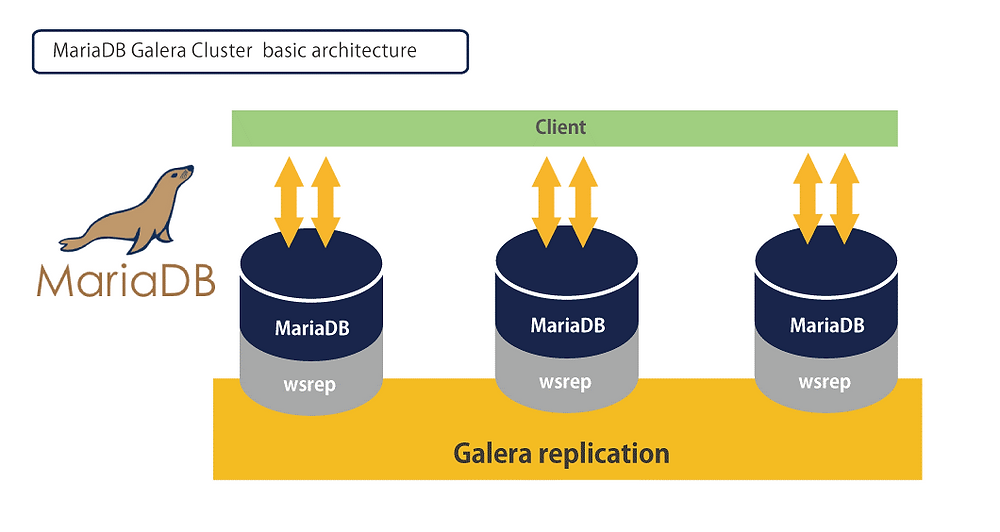 MariaDB Galera Cluster basic architecture
Client
MariaDB
MariaDB
MariaDB
MariaDB
wsrep
wsrep
wsrep
Galera replication